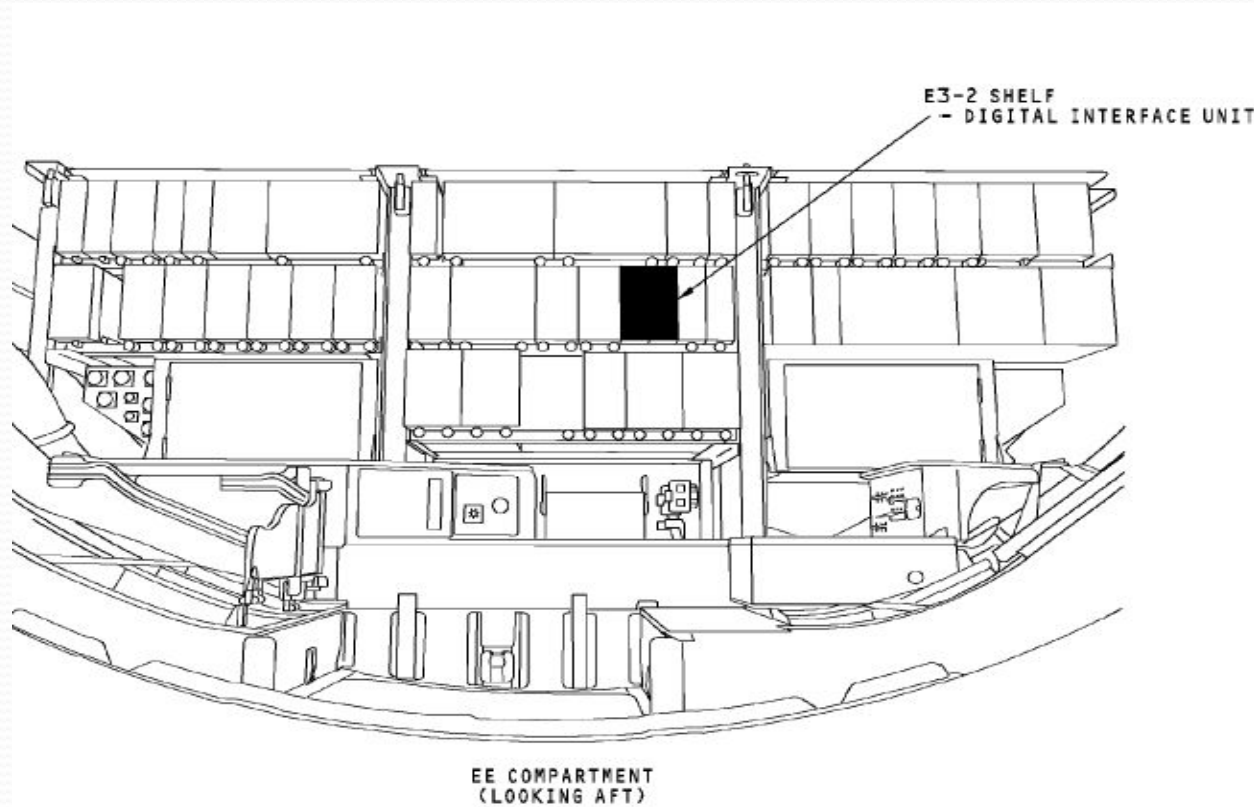 E3-2 SHELF
- DIGITAL INTERFACE UNIT
EE COMPARTMENT
(LOOKING AFT)